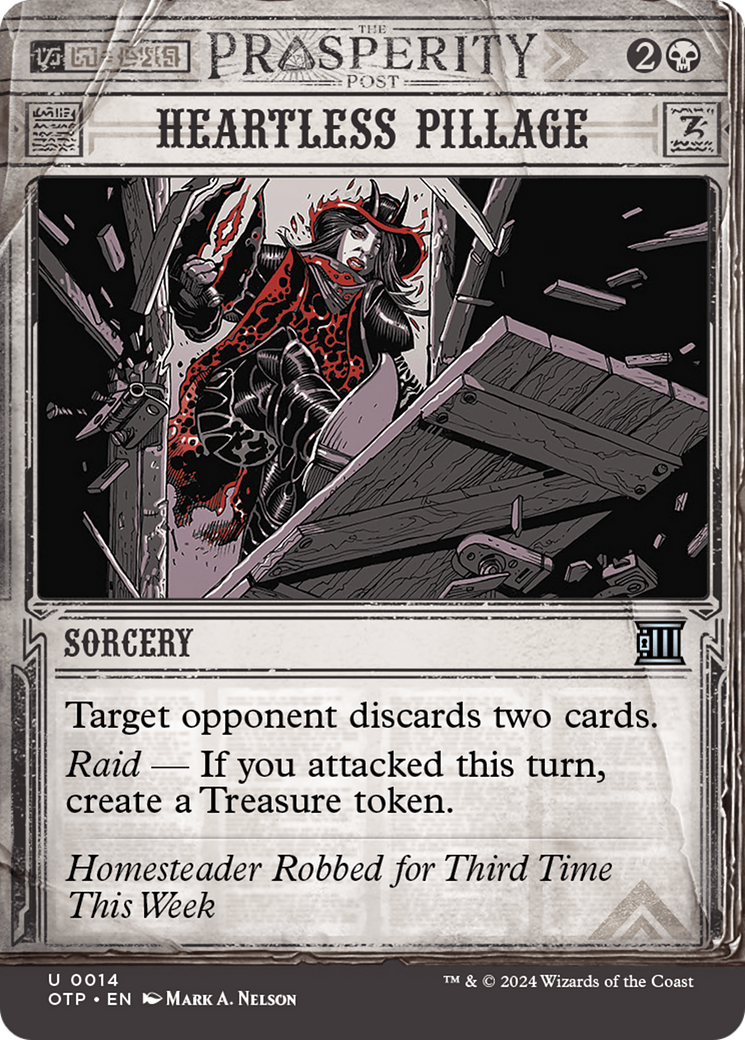 THE
PROSPERITY
POST
2
HEARTLESS PILLAGE
SORCERY
Target opponent discards two cards.
Raid — If you attacked this turn,
create a Treasure token.
Homesteader Robbed for Third Time
This Week
U 0014
OTP • EN Mark A. Nelson
™ & © 2024 Wizards of the Coast